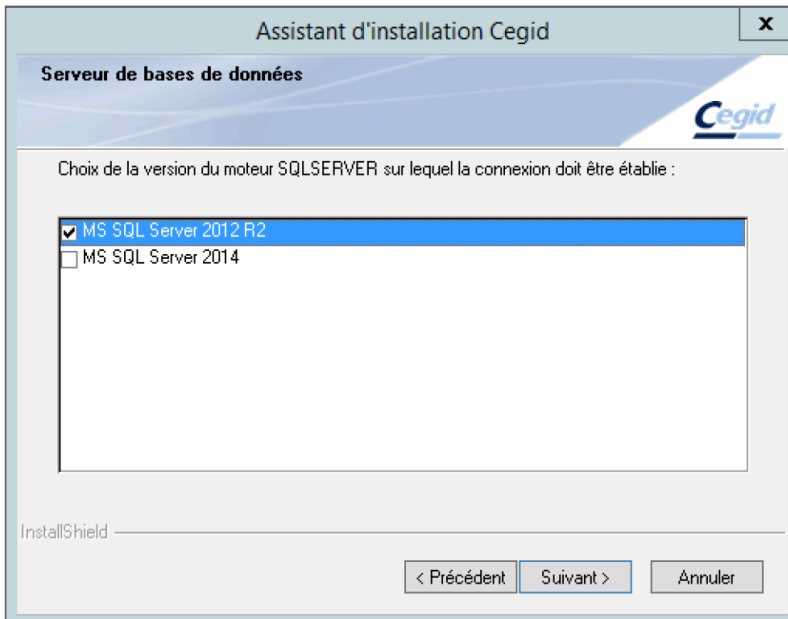 Assistant d'installation Cegid
x
Serveur de bases de données
Cegid
Choix de la version du moteur SQLSERVER sur lequel la connexion doit être établie :
MS SQL Server 2012 R2
MS SQL Server 2014
InstallShield
< Précédent Suivant > Annuler